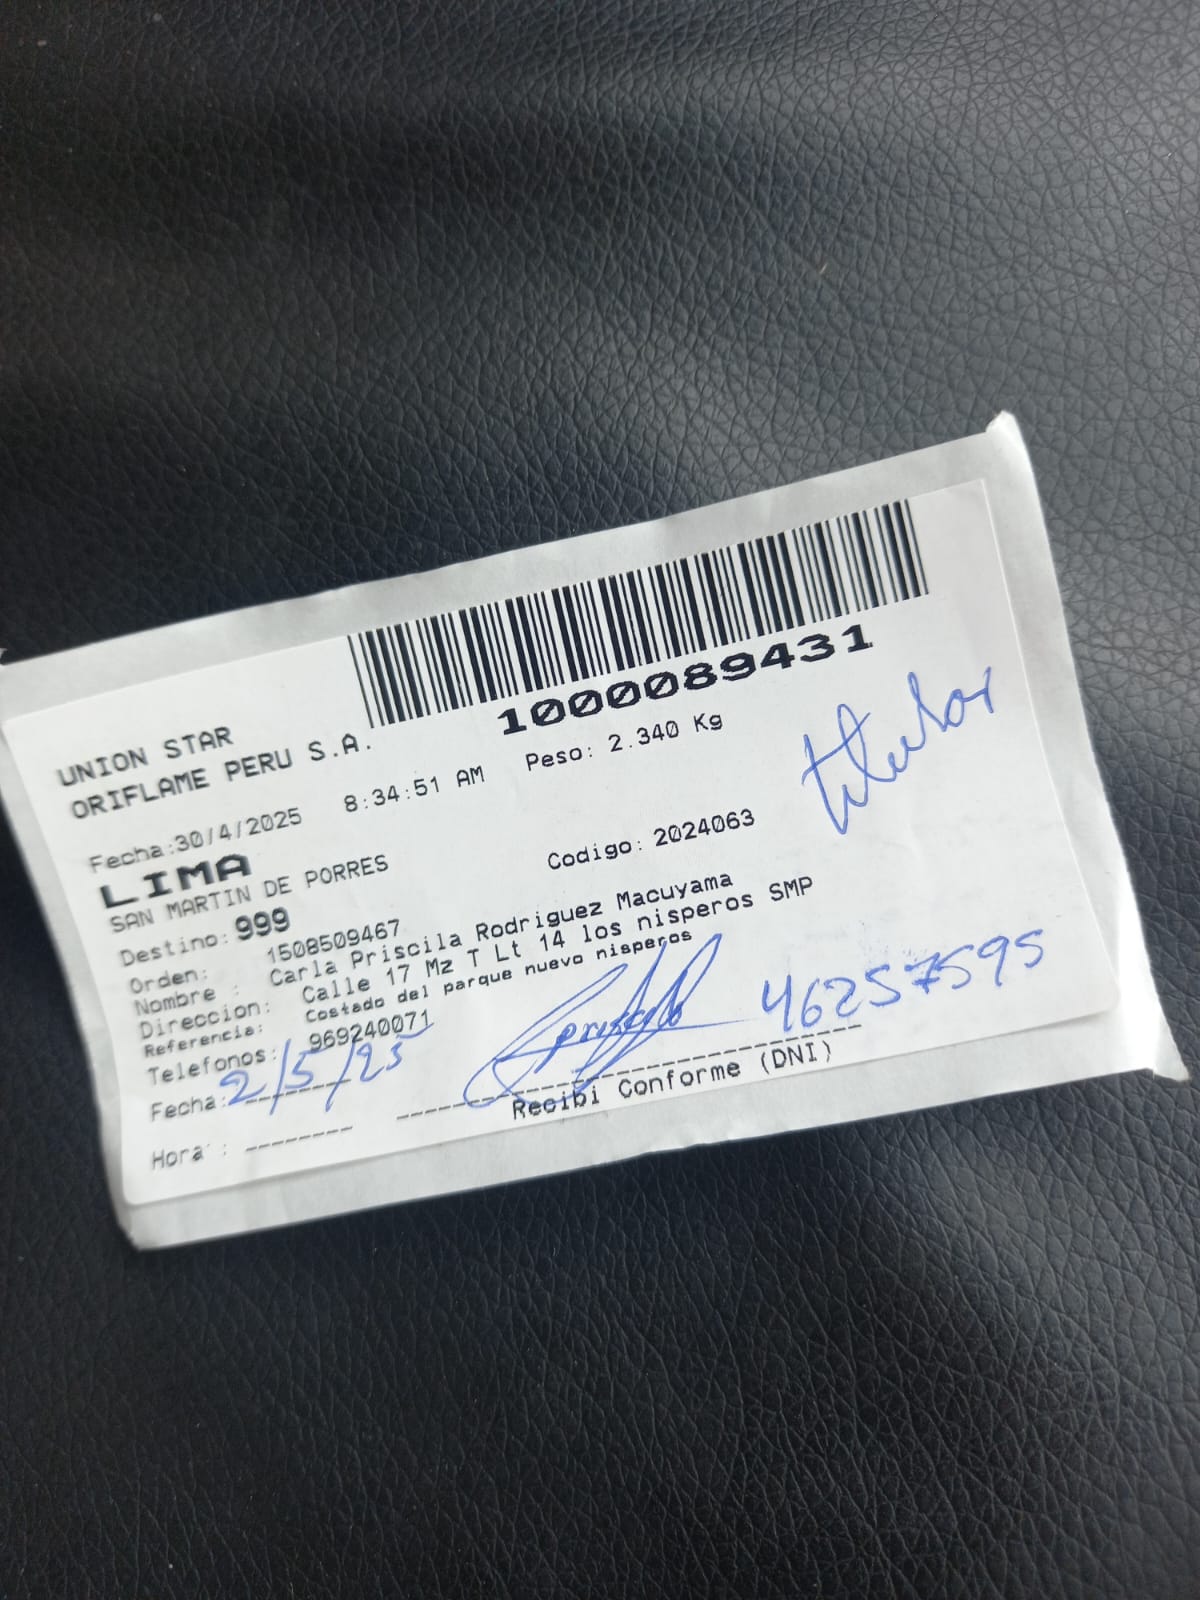 1000089431
UNION STAR
ORIFLAME PERU S.A.
Fecha:30/4/2025 8:34:51 AM Peso: 2.340 Kg
titular
LIMA
SAN MARTIN DE PORRES Codigo: 2024063
Destino: 999
Orden: 1508509467
Nombre : Carla Priscila Rodriguez Macuyama
Direccion: Calle 17 Mz T Lt 14 los nisperos SMP
Referencia: Costado del parque nuevo nisperos
Telefonos: 969240071
Fecha: 2/5/25
46257595
Hora : --------
Recibi Conforme (DNI)